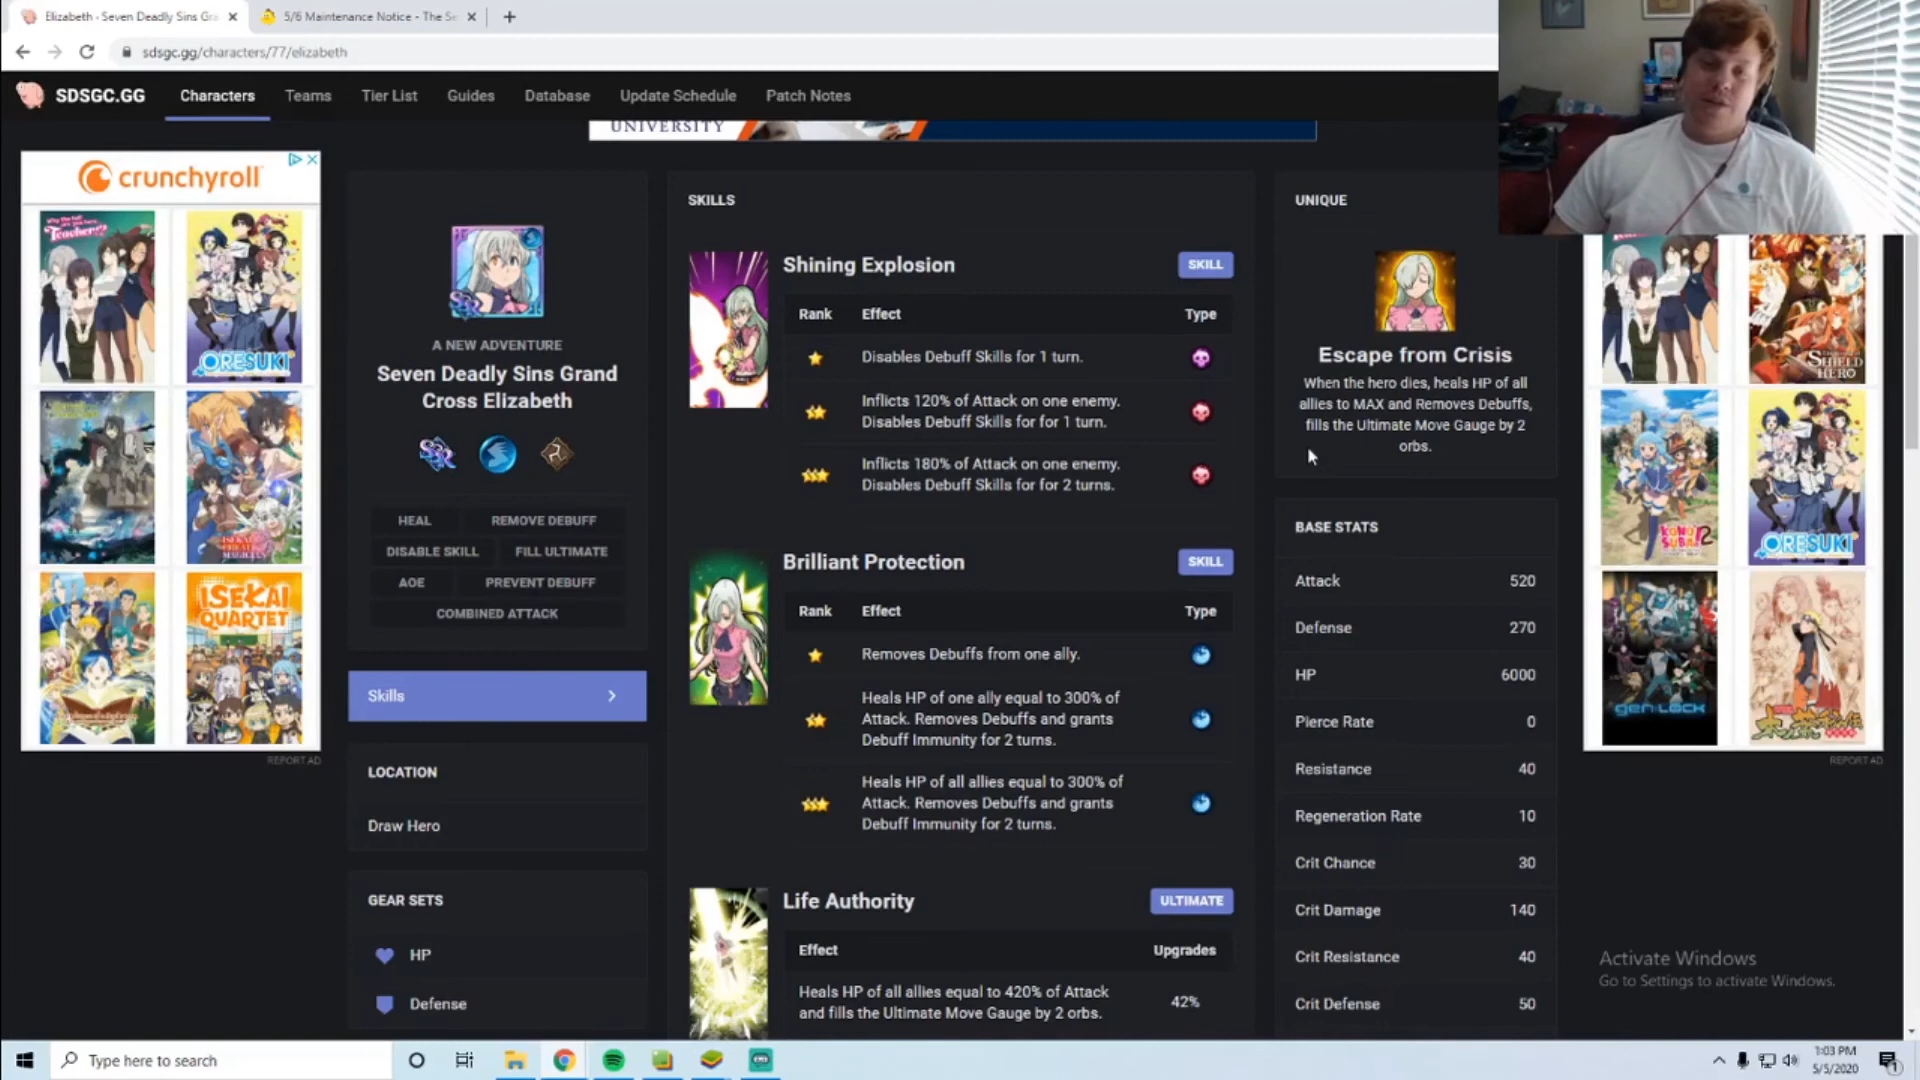 Elizabeth - Seven Deadly Sins Gra
5/6 Maintenance Notice - The Se
sdsgc.gg/characters/77/elizabeth
SDSGC.GG
Characters
Teams
Tier List
Guides
Database
Update Schedule
Patch Notes
UNIVERSITY
crunchyroll
Teacher!?
ORESUKI
ISEKAI
QUARTET
REPORT AD
A NEW ADVENTURE
Seven Deadly Sins Grand
Cross Elizabeth
SSR
HEAL
REMOVE DEBUFF
DISABLE SKILL
FILL ULTIMATE
AOE
PREVENT DEBUFF
COMBINED ATTACK
Skills
LOCATION
Draw Hero
GEAR SETS
HP
Defense
SKILLS
Shining Explosion
SKILL
Rank Effect Type
Disables Debuff Skills for 1 turn.
Inflicts 120% of Attack on one enemy.
Disables Debuff Skills for for 1 turn.
Inflicts 180% of Attack on one enemy.
Disables Debuff Skills for for 2 turns.
Brilliant Protection
SKILL
Rank Effect Type
Removes Debuffs from one ally.
Heals HP of one ally equal to 300% of
Attack. Removes Debuffs and grants
Debuff Immunity for 2 turns.
Heals HP of all allies equal to 300% of
Attack. Removes Debuffs and grants
Debuff Immunity for 2 turns.
Life Authority
ULTIMATE
Effect Upgrades
Heals HP of all allies equal to 420% of Attack
and fills the Ultimate Move Gauge by 2 orbs.
42%
UNIQUE
Escape from Crisis
When the hero dies, heals HP of all
allies to MAX and Removes Debuffs,
fills the Ultimate Move Gauge by 2
orbs.
BASE STATS
Attack 520
Defense 270
HP 6000
Pierce Rate 0
Resistance 40
Regeneration Rate 10
Crit Chance 30
Crit Damage 140
Crit Resistance 40
Crit Defense 50
SHIELD
HERO
ORESUKI
gen:LOCK
REPORT AD
Activate Windows
Go to Settings to activate Windows.
Type here to search
1:03 PM
5/5/2020